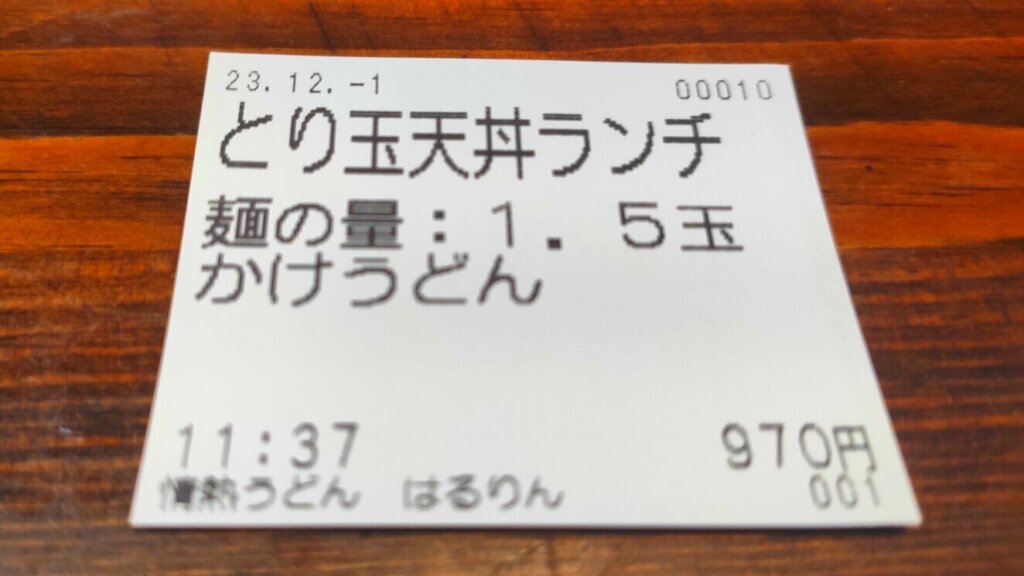 23.12.-1 00010
とり玉天丼ランチ
麺の量：１．５玉
かけうどん
11:37 970円
情熱うどん はるりん 001